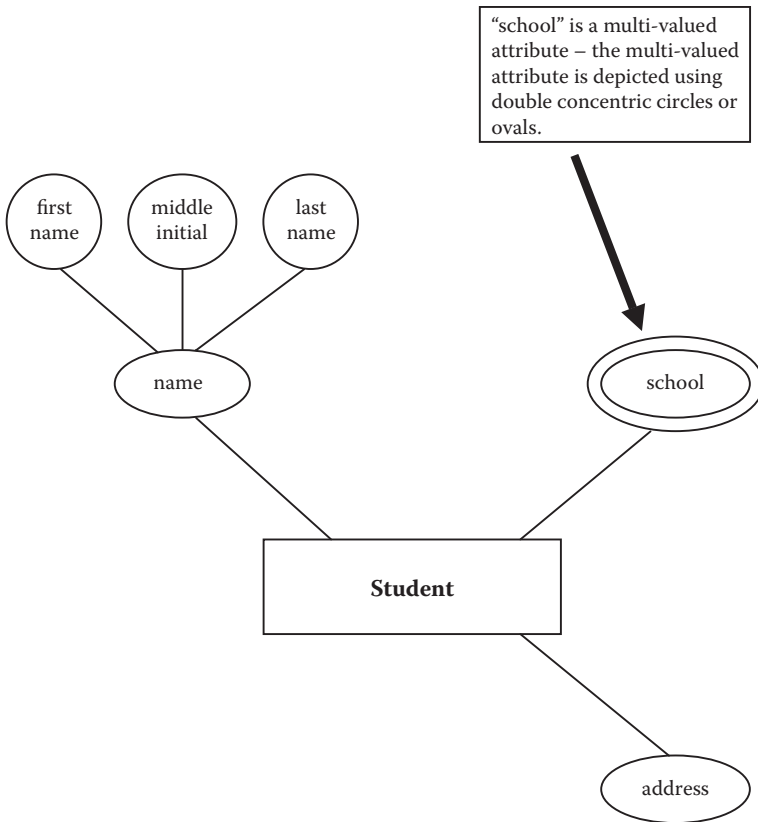 “school” is a multi-valued
attribute – the multi-valued
attribute is depicted using
double concentric circles or
ovals.
first
name
middle
initial
last
name
name
school
Student
address